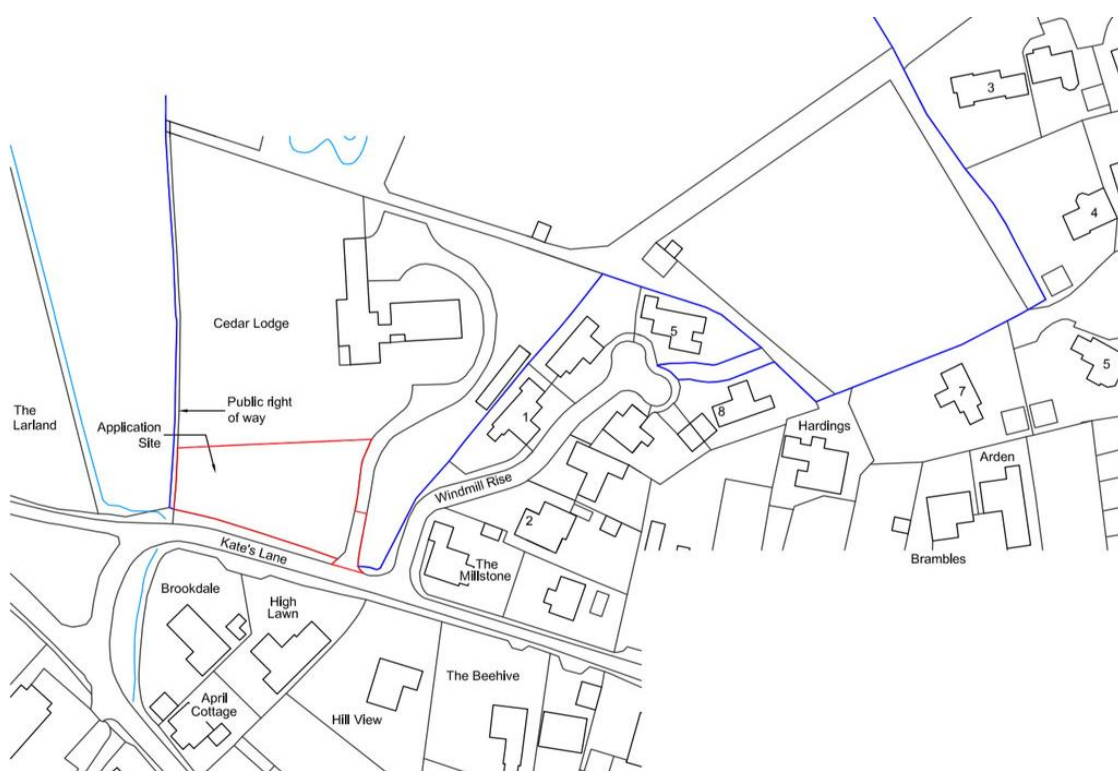 3
4
5
Cedar Lodge
5
Public right
of way
The
Larland
Application
Site
1
8
7
Hardings
Arden
Windmill Rise
2
Kate's Lane
The
Millstone
Brambles
Brookdale
High
Lawn
The Beehive
April
Cottage
Hill View